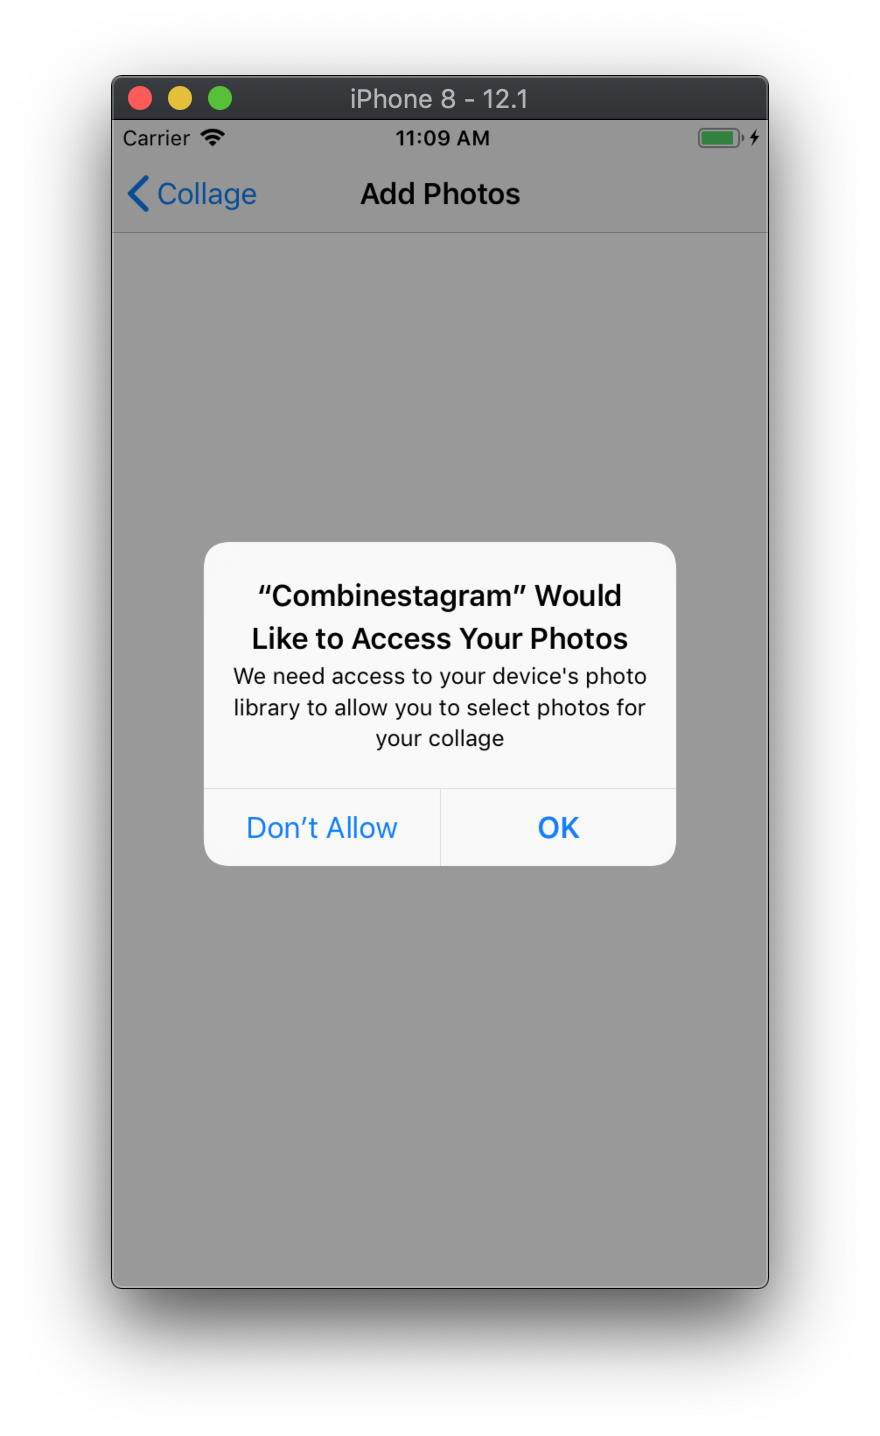 iPhone 8 - 12.1
Carrier 11:09 AM
Collage Add Photos
“Combinestagram” Would
Like to Access Your Photos
We need access to your device's photo
library to allow you to select photos for
your collage
Don’t Allow OK